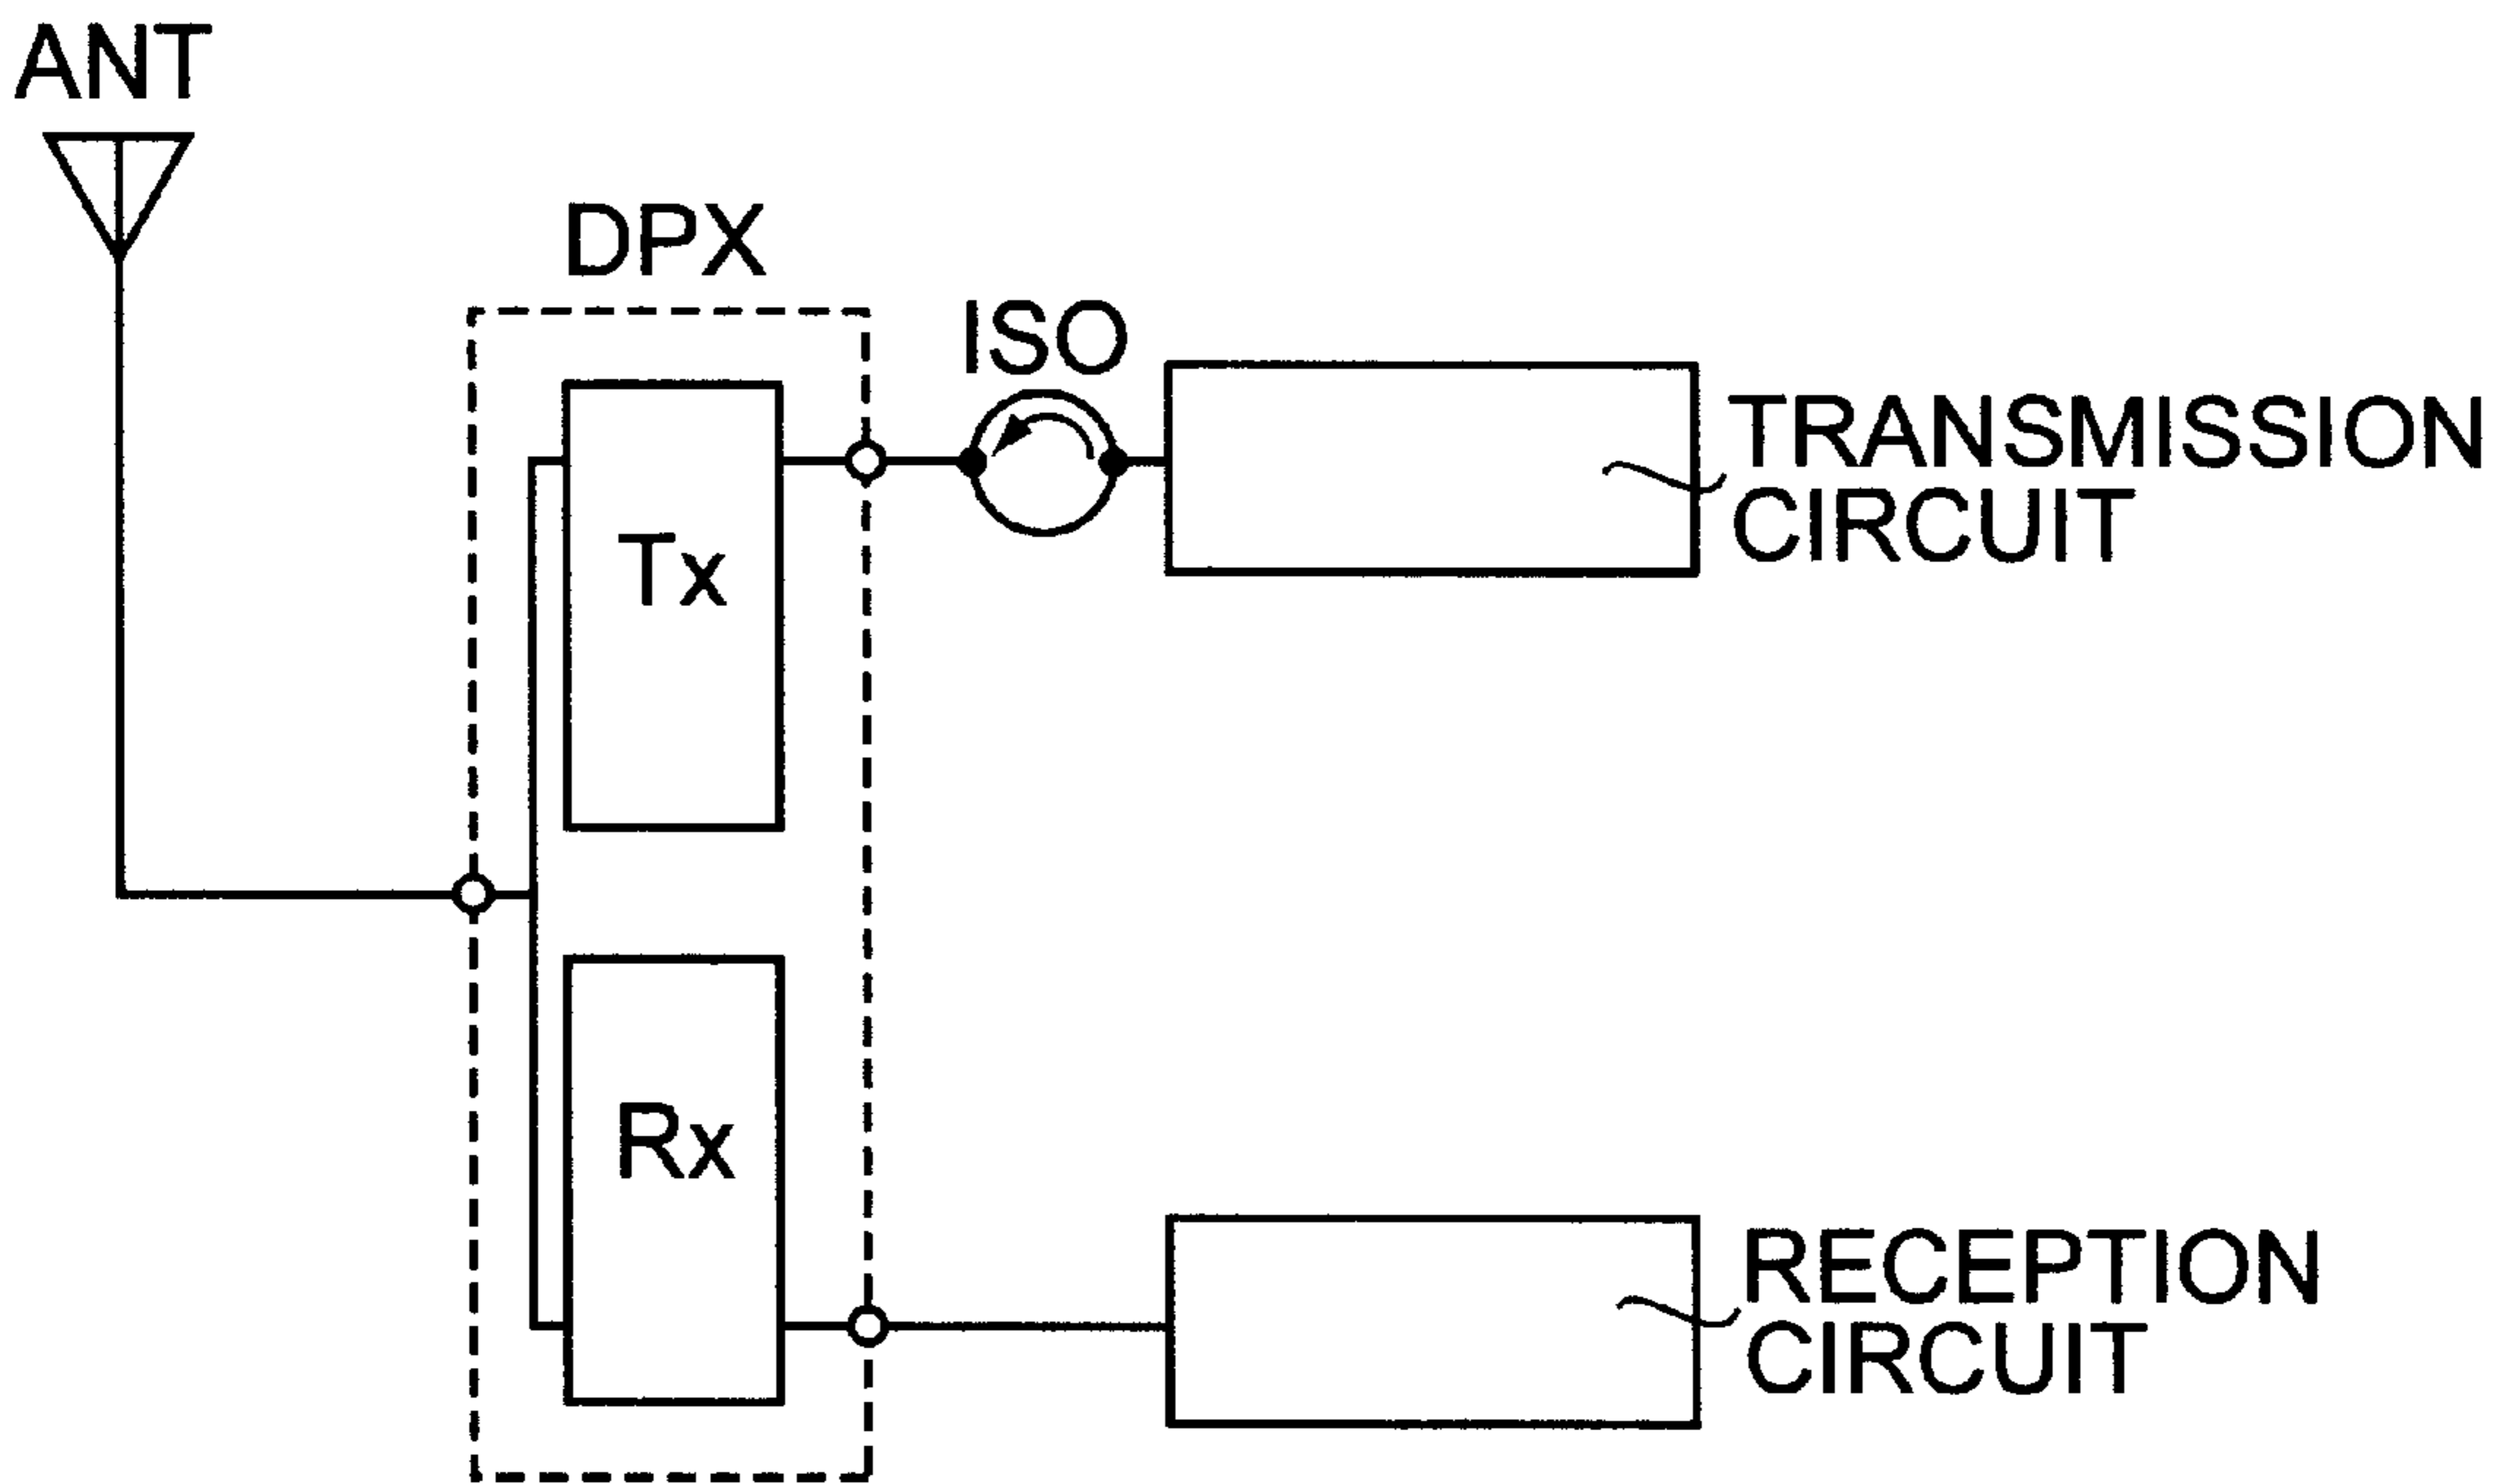 ANT
DPX
ISO
TRANSMISSION
CIRCUIT
Tx
Rx
RECEPTION
CIRCUIT